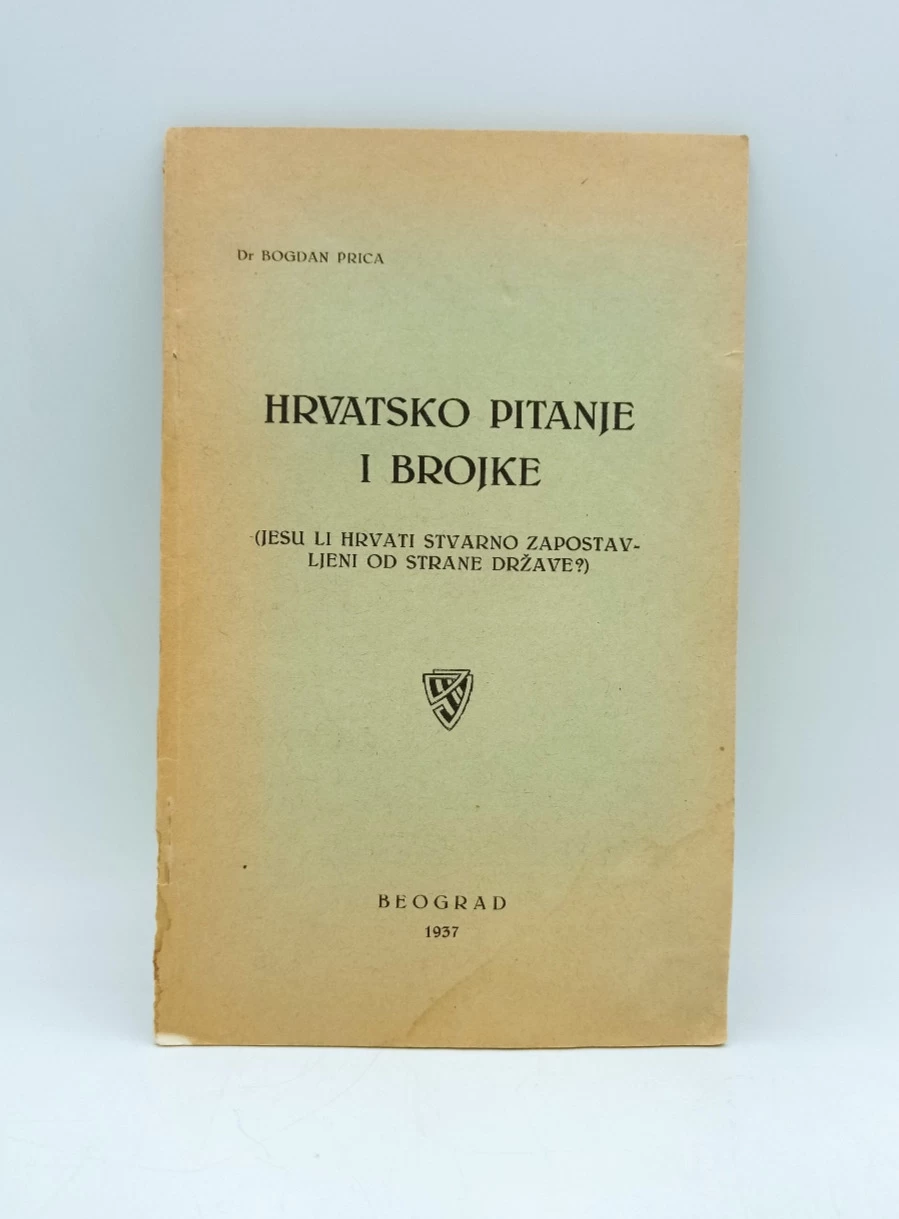 Dr BOGDAN PRICA
HRVATSKO PITANJE
I BROJKE
(JESU LI HRVATI STVARNO ZAPOSTAV-
LJENI OD STRANE DRŽAVE?)
BEOGRAD
1937